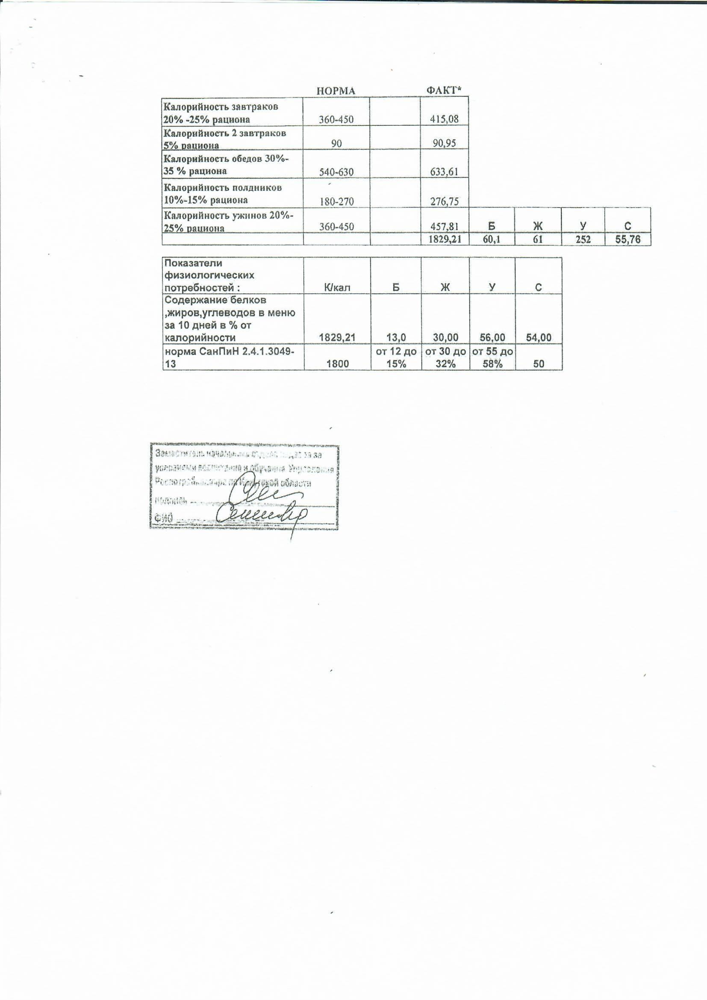 НОРМА ФАКТ*
Калорийность завтраков
20% -25% рациона 360-450 415,08
Калорийность 2 завтраков
5% рациона 90 90,95
Калорийность обедов 30%-
35 % рациона 540-630 633,61
Калорийность полдников
10%-15% рациона 180-270 276,75
Калорийность ужинов 20%-
25% рациона 360-450 457,81 Б Ж У С
1829,21 60,1 61 252 55,76
Показатели
физиологических
потребностей : К/кал Б Ж У С
Содержание белков
,жиров,углеводов в меню
за 10 дней в % от
калорийности 1829,21 13,0 30,00 56,00 54,00
норма СанПиН 2.4.1.3049- от 12 до от 30 до от 55 до
13 1800 15% 32% 58% 50
Заместитель начальника отдела за
условиями воспитания и обучения Управления
Роспотребнадзора по области
подпись
ФИО